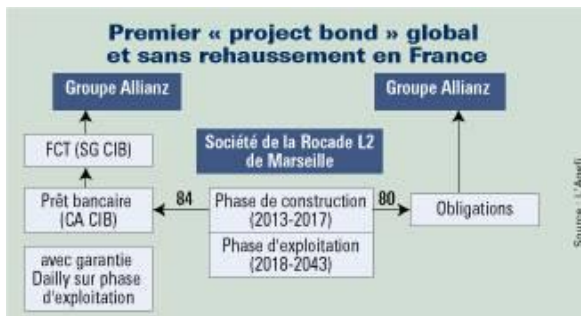 Premier « project bond » global
et sans rehaussement en France
Groupe Allianz
Groupe Allianz
FCT (SG CIB)
Société de la Rocade L2
de Marseille
Prêt bancaire
(CA CIB)
84
Phase de construction
(2013-2017)
80
Obligations
Phase d'exploitation
(2018-2043)
avec garantie
Dailly sur phase
d'exploitation
Source : L'Agefi